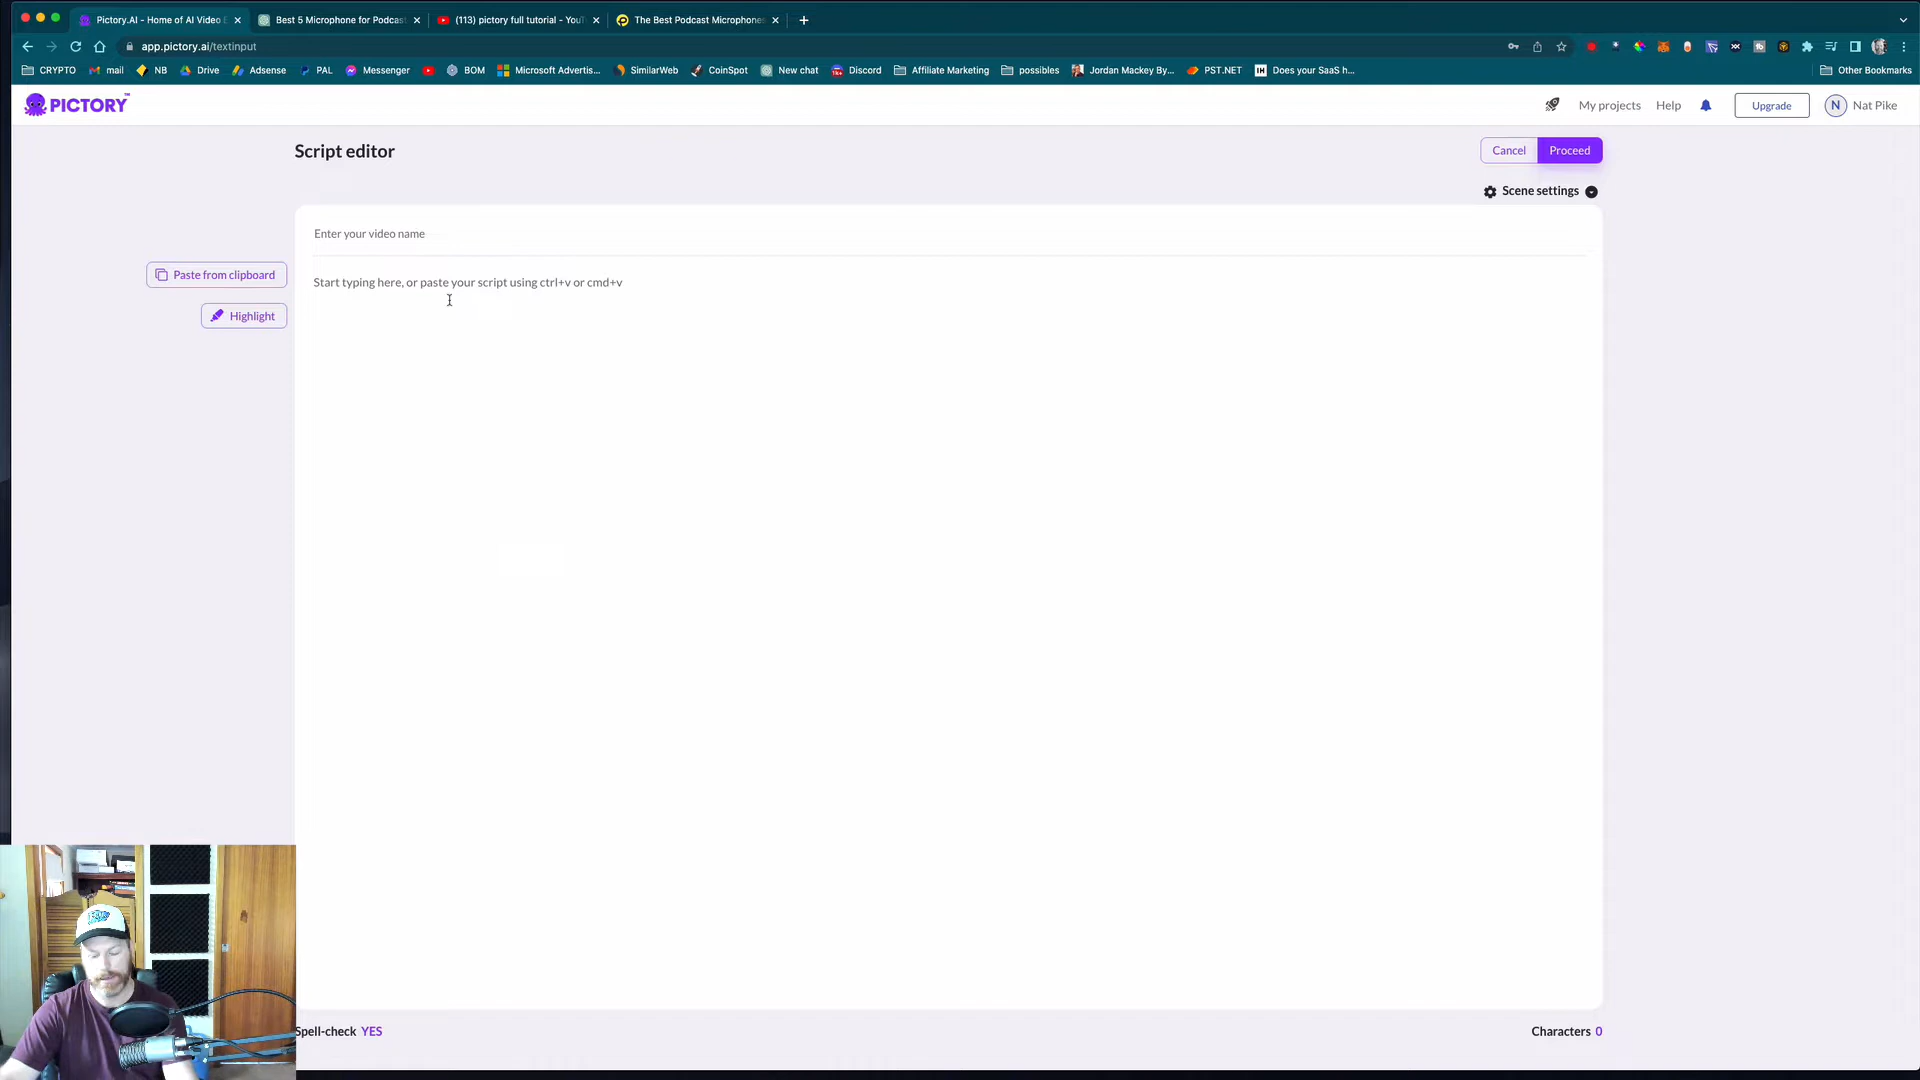 Pictory.AI - Home of AI Video E
Best 5 Microphone for Podcast
(113) pictory full tutorial - YouT
The Best Podcast Microphones
app.pictory.ai/textinput
CRYPTO
mail
NB
Drive
Adsense
PAL
Messenger
BOM
Microsoft Advertis...
SimilarWeb
CoinSpot
New chat
Discord
Affiliate Marketing
possibles
Jordan Mackey By...
PST.NET
IH
Does your SaaS h...
Other Bookmarks
PICTORY™
My projects
Help
Upgrade
N
Nat Pike
Script editor
Cancel
Proceed
Scene settings
Enter your video name
Paste from clipboard
Start typing here, or paste your script using ctrl+v or cmd+v
Highlight
Spell-check YES
Characters 0